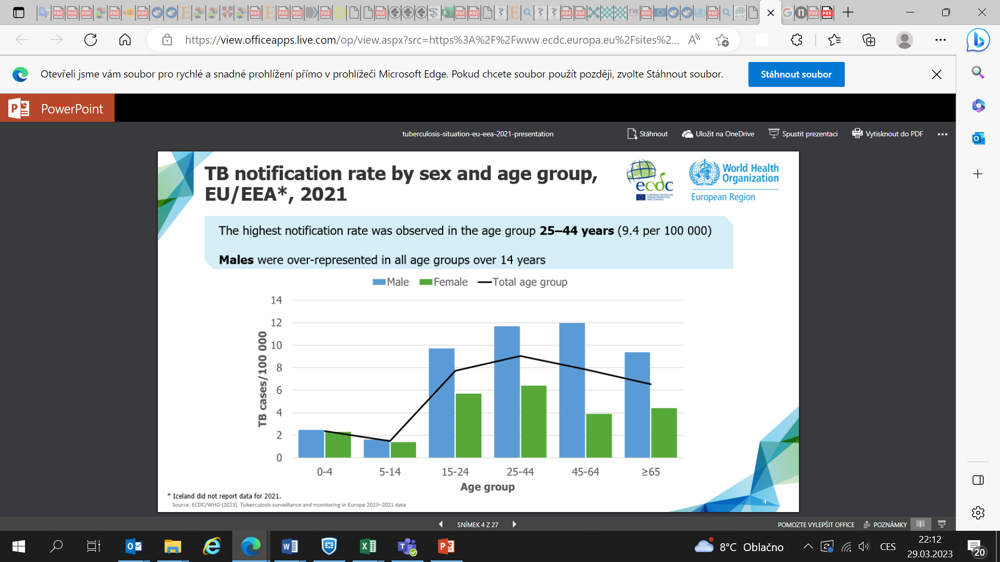 https://view.officeapps.live.com/op/view.aspx?src=https%3A%2F%2Fwww.ecdc.europa.eu%2Fsites%2...
Otevřeli jsme vám soubor pro rychlé a snadné prohlížení přímo v prohlížeči Microsoft Edge. Pokud chcete soubor použít později, zvolte Stáhnout soubor.
Stáhnout soubor
PowerPoint
tuberculosis-situation-eu-eea-2021-presentation
Stáhnout
Uložit na OneDrive
Spustit prezentaci
Vytisknout do PDF
TB notification rate by sex and age group,
EU/EEA*, 2021
ecdc
EUROPEAN CENTRE FOR
DISEASE PREVENTION
AND CONTROL
World Health
Organization
European Region
The highest notification rate was observed in the age group 25–44 years (9.4 per 100 000)
Males were over-represented in all age groups over 14 years
Male Female Total age group
TB cases/100 000
14
12
10
8
6
4
2
0
0-4 5-14 15-24 25-44 45-64 ≥65
Age group
* Iceland did not report data for 2021.
Source: ECDC/WHO (2023). Tuberculosis surveillance and monitoring in Europe 2023–2021 data
4
SNÍMEK 4 Z 27
POMOZTE VYLEPŠIT OFFICE
POZNÁMKY
8°C Oblačno
CES
22:12
29.03.2023
20